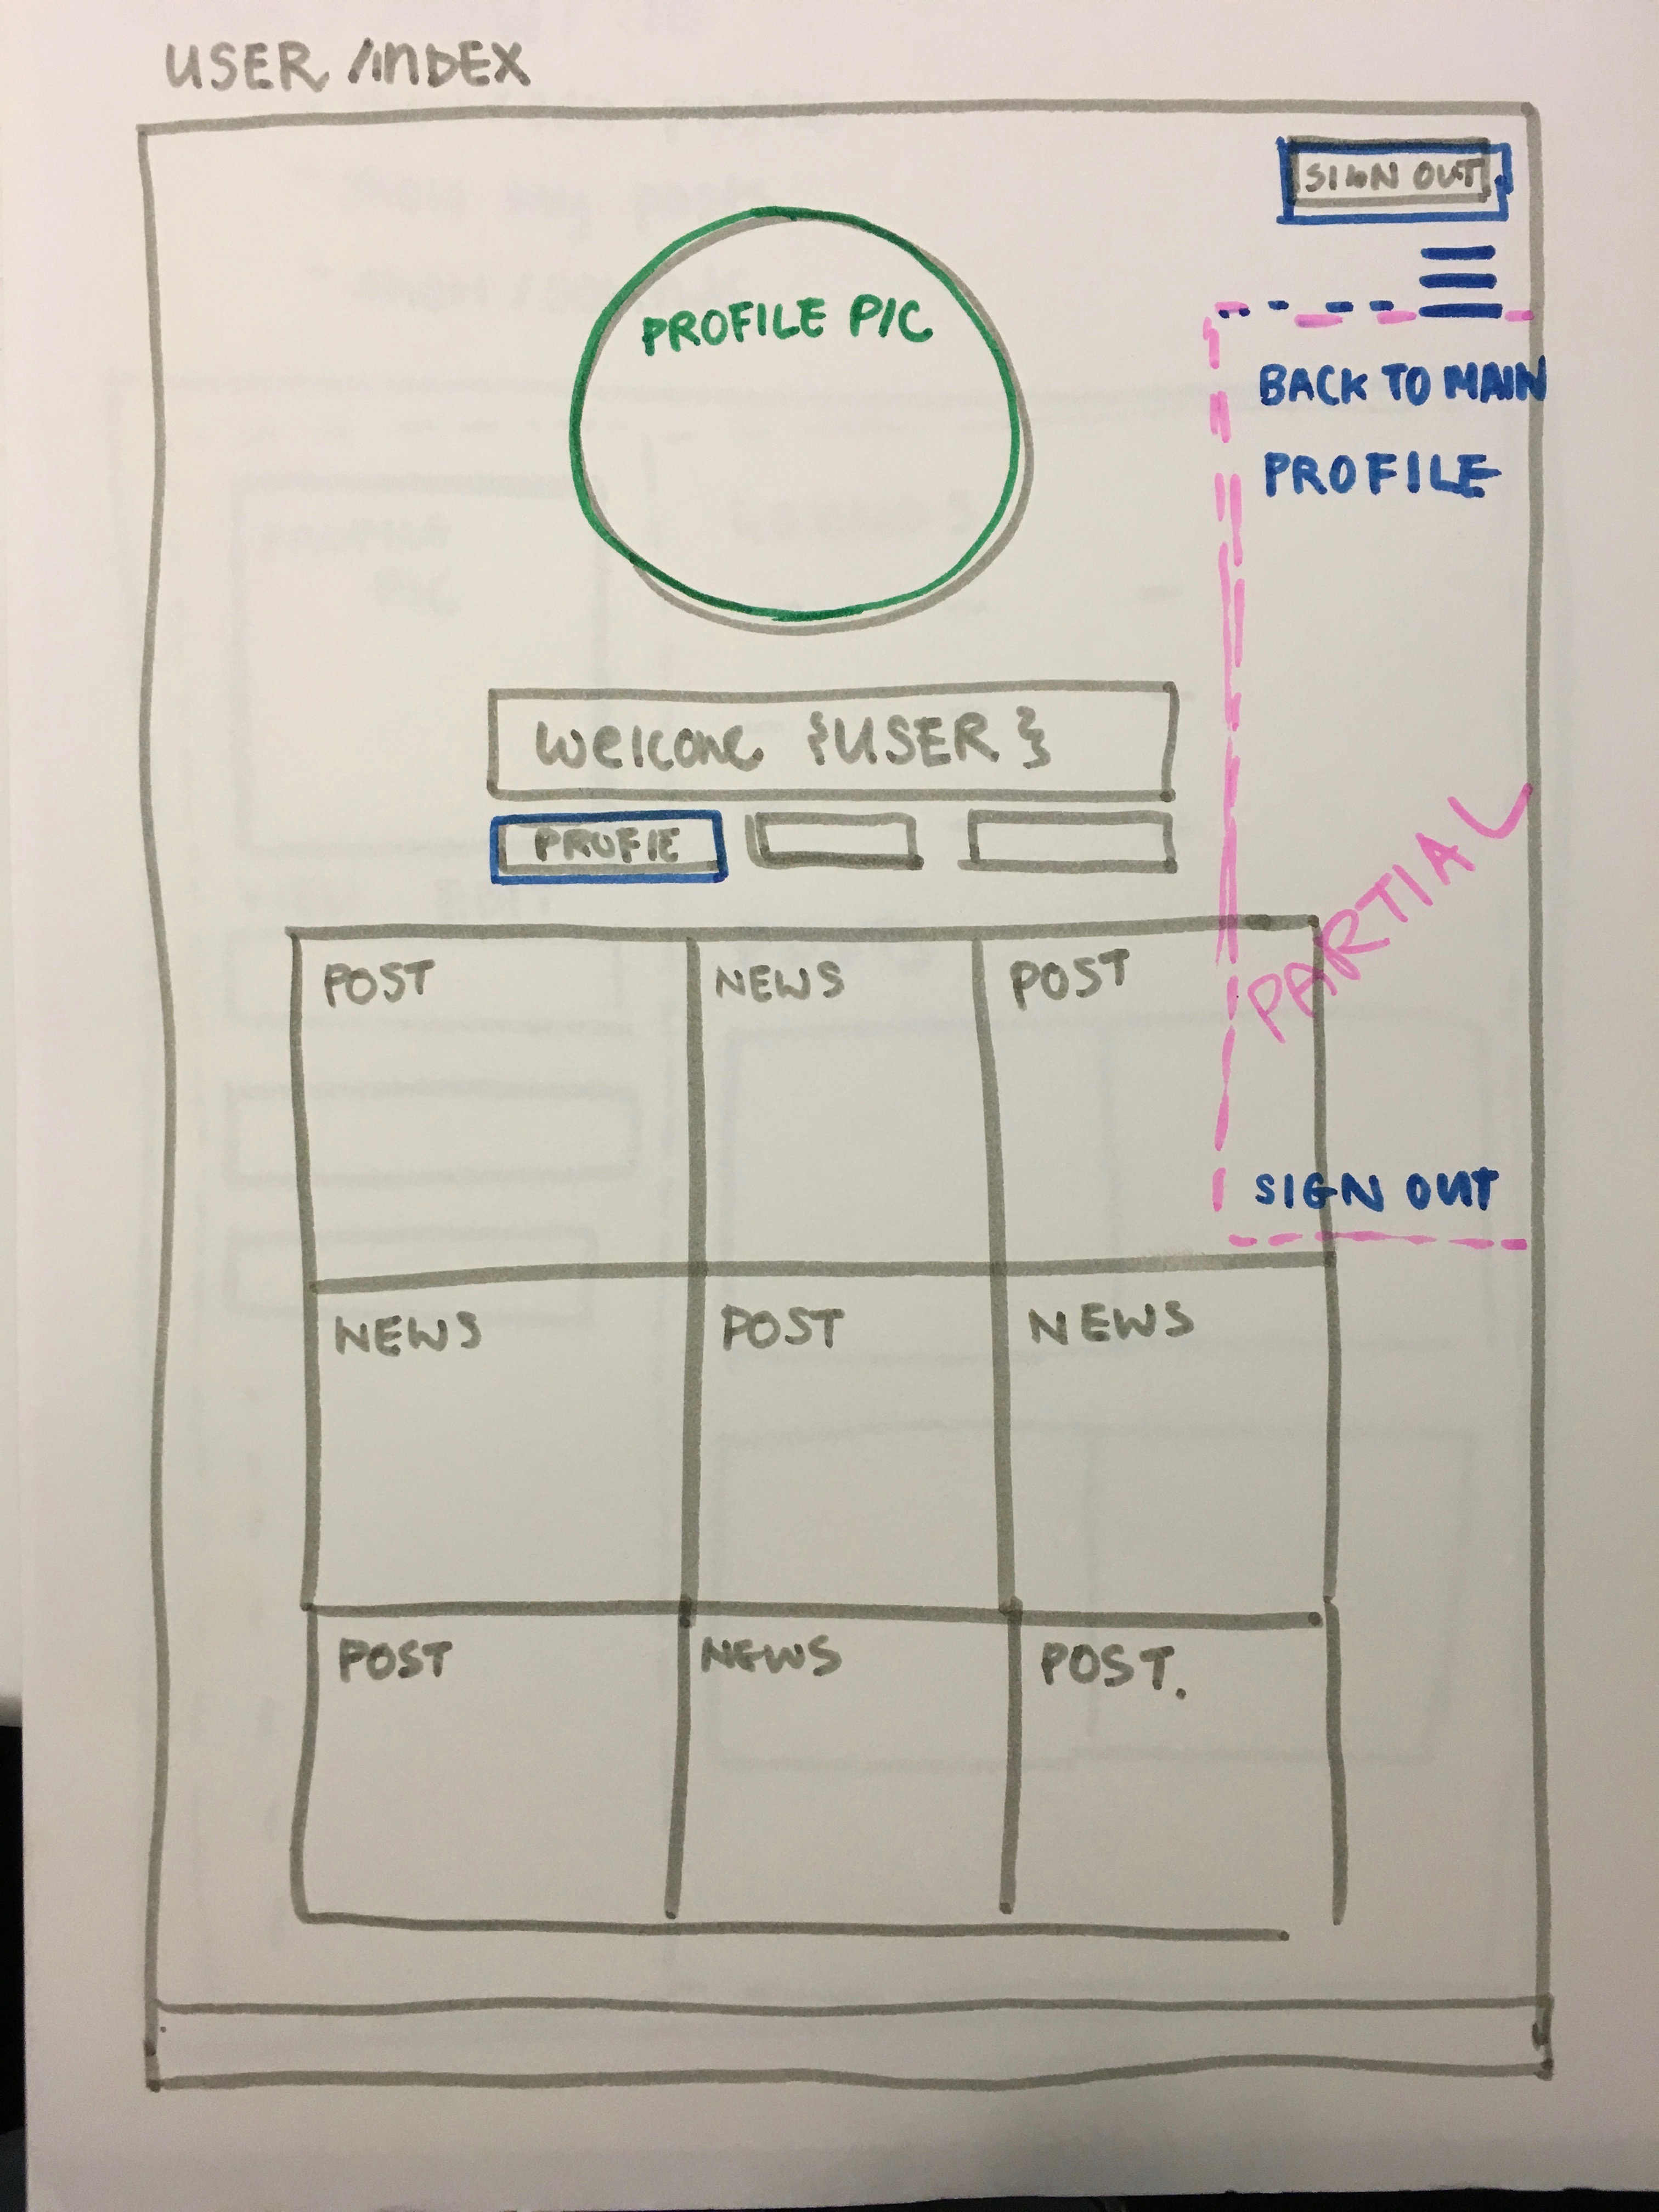 USER /INDEX
SIGN OUT
PROFILE PIC
BACK TO MAIN
PROFILE
Welcome {USER}
PROFIE
PARTIAL
POST NEWS POST
SIGN OUT
NEWS POST NEWS
POST NEWS POST.